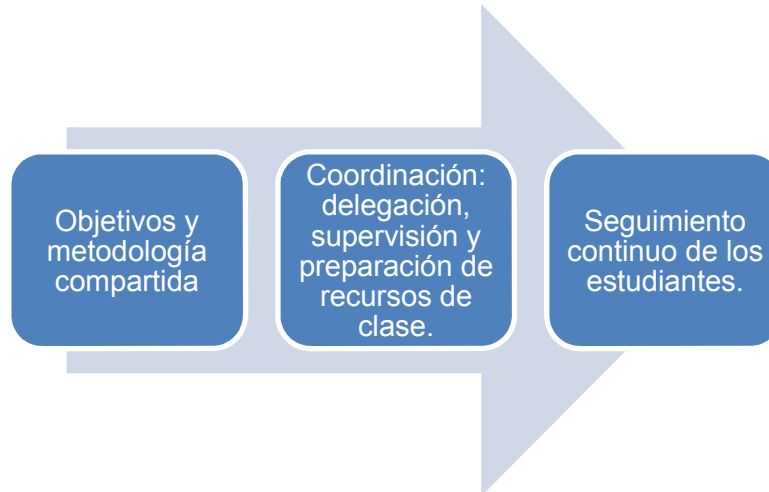 Objetivos y
metodología
compartida
Coordinación:
delegación,
supervisión y
preparación de
recursos de
clase.
Seguimiento
continuo de los
estudiantes.